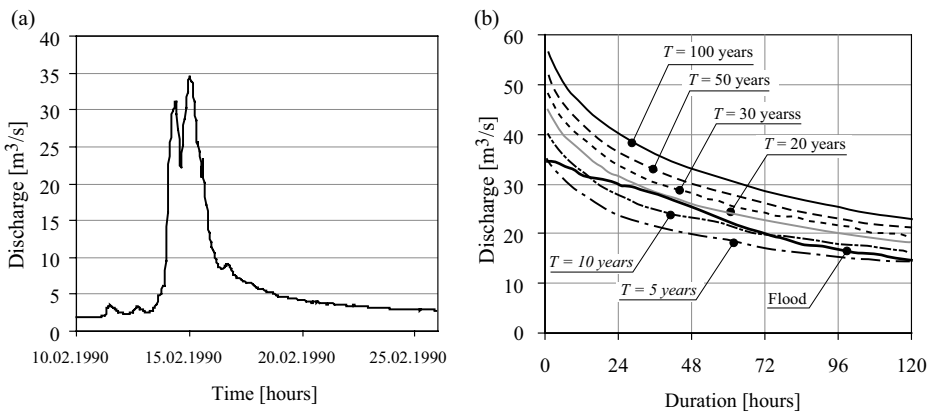 (a)
Discharge [m³/s]
40
35
30
25
20
15
10
5
0
10.02.1990 15.02.1990 20.02.1990 25.02.1990
Time [hours]
(b)
Discharge [m³/s]
60
50
40
30
20
10
0
T = 100 years
T = 50 years
T = 30 yearss
T = 20 years
T = 10 years
T = 5 years
Flood
0 24 48 72 96 120
Duration [hours]